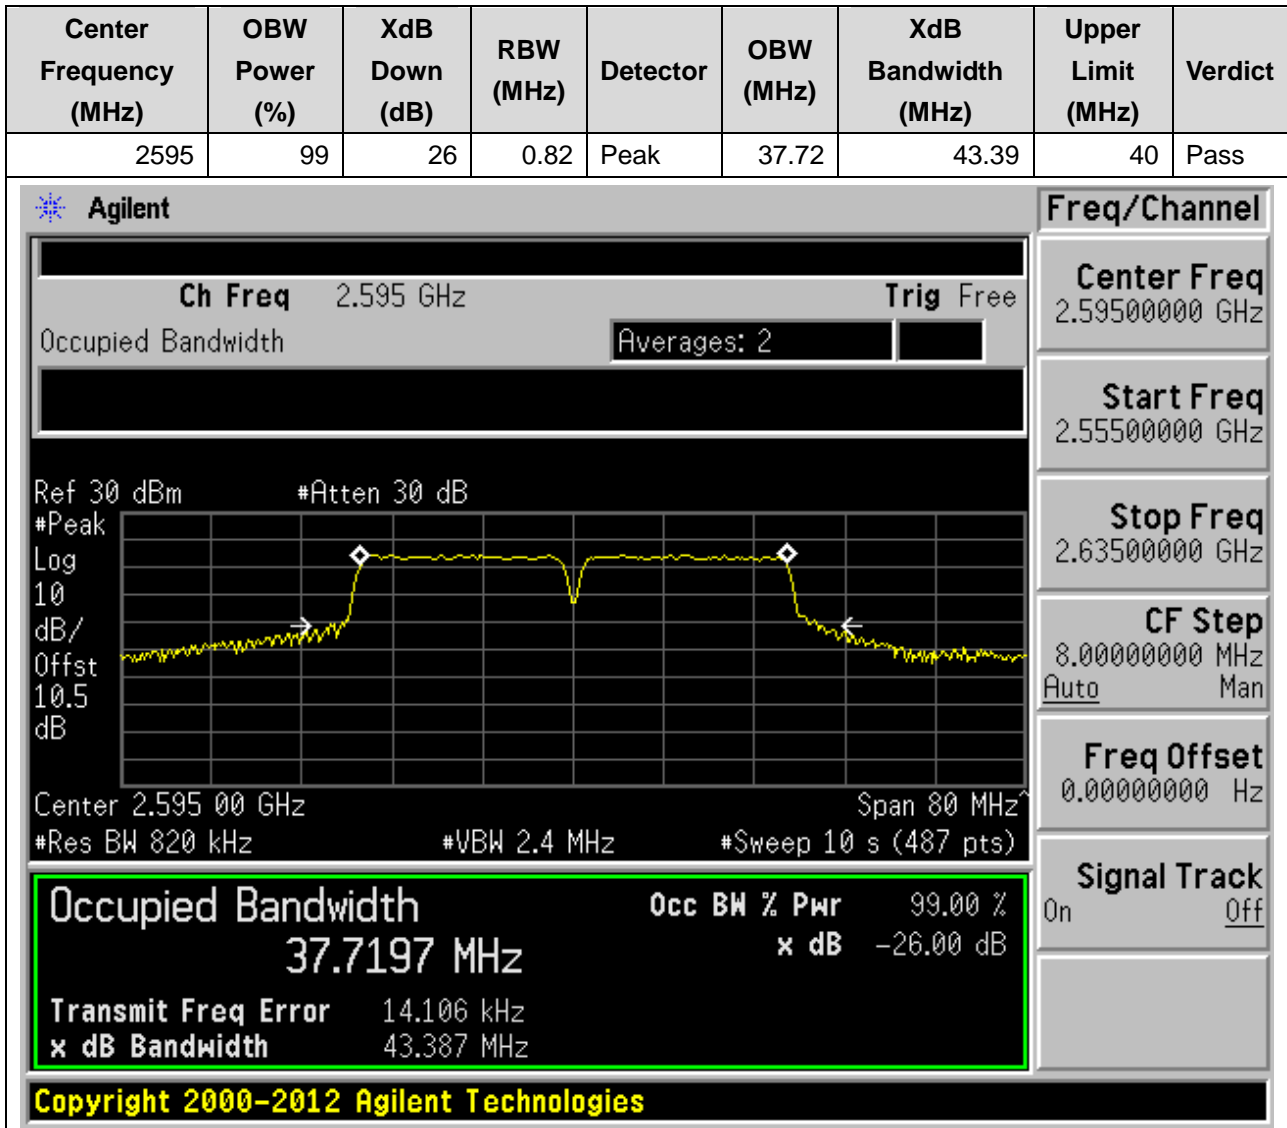 Center Frequency (MHz) OBW Power (%) XdB Down (dB) RBW (MHz) Detector OBW (MHz) XdB Bandwidth (MHz) Upper Limit (MHz) Verdict
2595 99 26 0.82 Peak 37.72 43.39 40 Pass
Agilent
Freq/Channel
Ch Freq 2.595 GHz Trig Free
Occupied Bandwidth Averages: 2
Center Freq
2.59500000 GHz
Start Freq
2.55500000 GHz
Stop Freq
2.63500000 GHz
CF Step
8.00000000 MHz
Auto Man
Freq Offset
0.00000000 Hz
Signal Track
On Off
Ref 30 dBm #Atten 30 dB
#Peak
Log
10
dB/
Offst
10.5
dB
Center 2.595 00 GHz Span 80 MHz^
#Res BW 820 kHz #VBW 2.4 MHz #Sweep 10 s (487 pts)
Occupied Bandwidth Occ BW % Pwr 99.00 %
37.7197 MHz x dB -26.00 dB
Transmit Freq Error 14.106 kHz
x dB Bandwidth 43.387 MHz
Copyright 2000-2012 Agilent Technologies